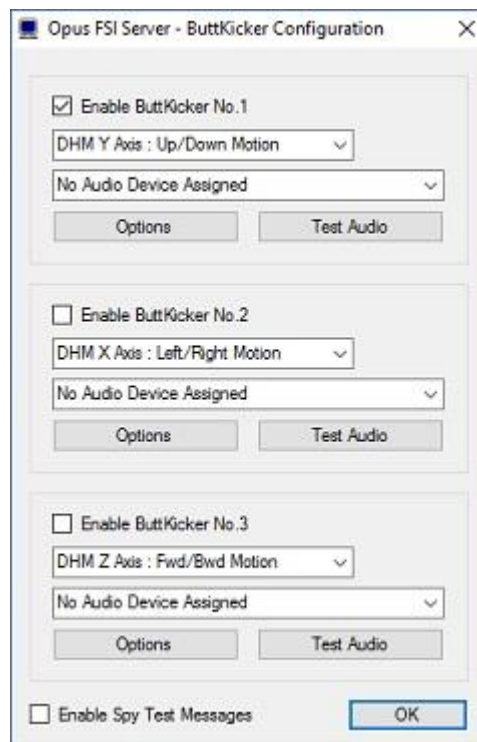 Opus FSI Server - ButtKicker Configuration
Enable ButtKicker No.1
DHM Y Axis : Up/Down Motion
No Audio Device Assigned
Options Test Audio
Enable ButtKicker No.2
DHM X Axis : Left/Right Motion
No Audio Device Assigned
Options Test Audio
Enable ButtKicker No.3
DHM Z Axis : Fwd/Bwd Motion
No Audio Device Assigned
Options Test Audio
Enable Spy Test Messages OK